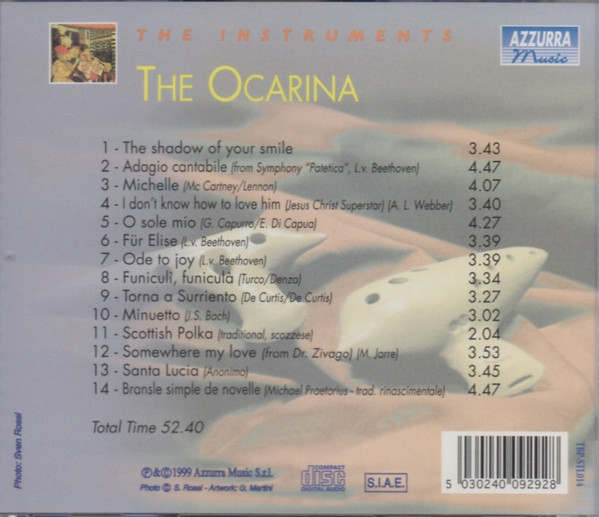 THE INSTRUMENTS
AZZURRA
Music
THE OCARINA
1 - The shadow of your smile 3.43
2 - Adagio cantabile (from Symphony "Patetica", L.v. Beethoven) 4.47
3 - Michelle (Mc Cartney/Lennon) 4.07
4 - I don't know how to love him (Jesus Christ Superstar) (A. L. Webber) 3.40
5 - O sole mio (G. Capurro/E. Di Capua) 4.27
6 - Für Elise (L.v. Beethoven) 3.39
7 - Ode to joy (L.v. Beethoven) 3.39
8 - Funiculì, funiculà (Turco/Denza) 3.34
9 - Torna a Surriento (De Curtis/De Curtis) 3.27
10 - Minuetto (J.S. Bach) 3.02
11 - Scottish Polka (traditional, scozzese) 2.04
12 - Somewhere my love (from Dr. Zivago) (M. Jarre) 3.53
13 - Santa Lucia (Anonimo) 3.45
14 - Bransle simple de novelle (Michael Praetorius - trad. rinascimentale) 4.47
Total Time 52.40
℗&©1999 Azzurra Music S.r.l.
Photo © S. Rossi - Artwork: G. Martini
COMPACT
disc
DIGITAL AUDIO
S.I.A.E.
5 030240 092928
TBP-STL014
Photo: Sven Rossi